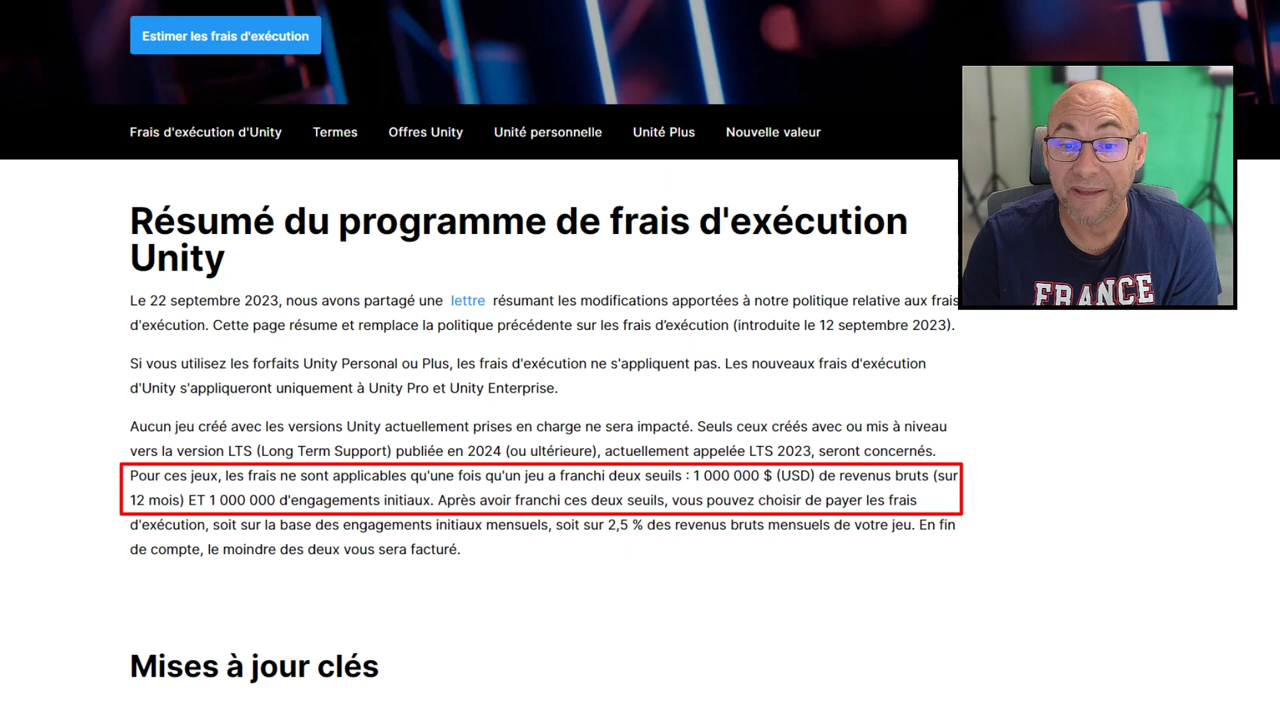 Estimer les frais d'exécution
Frais d'exécution d'Unity Termes Offres Unity Unité personnelle Unité Plus Nouvelle valeur
Résumé du programme de frais d'exécution
Unity
Le 22 septembre 2023, nous avons partagé une lettre résumant les modifications apportées à notre politique relative aux frais
d'exécution. Cette page résume et remplace la politique précédente sur les frais d’exécution (introduite le 12 septembre 2023).
Si vous utilisez les forfaits Unity Personal ou Plus, les frais d'exécution ne s'appliquent pas. Les nouveaux frais d'exécution
d'Unity s'appliqueront uniquement à Unity Pro et Unity Enterprise.
Aucun jeu créé avec les versions Unity actuellement prises en charge ne sera impacté. Seuls ceux créés avec ou mis à niveau
vers la version LTS (Long Term Support) publiée en 2024 (ou ultérieure), actuellement appelée LTS 2023, seront concernés.
Pour ces jeux, les frais ne sont applicables qu'une fois qu'un jeu a franchi deux seuils : 1 000 000 $ (USD) de revenus bruts (sur
12 mois) ET 1 000 000 d'engagements initiaux. Après avoir franchi ces deux seuils, vous pouvez choisir de payer les frais
d'exécution, soit sur la base des engagements initiaux mensuels, soit sur 2,5 % des revenus bruts mensuels de votre jeu. En fin
de compte, le moindre des deux vous sera facturé.
Mises à jour clés
FRANCE